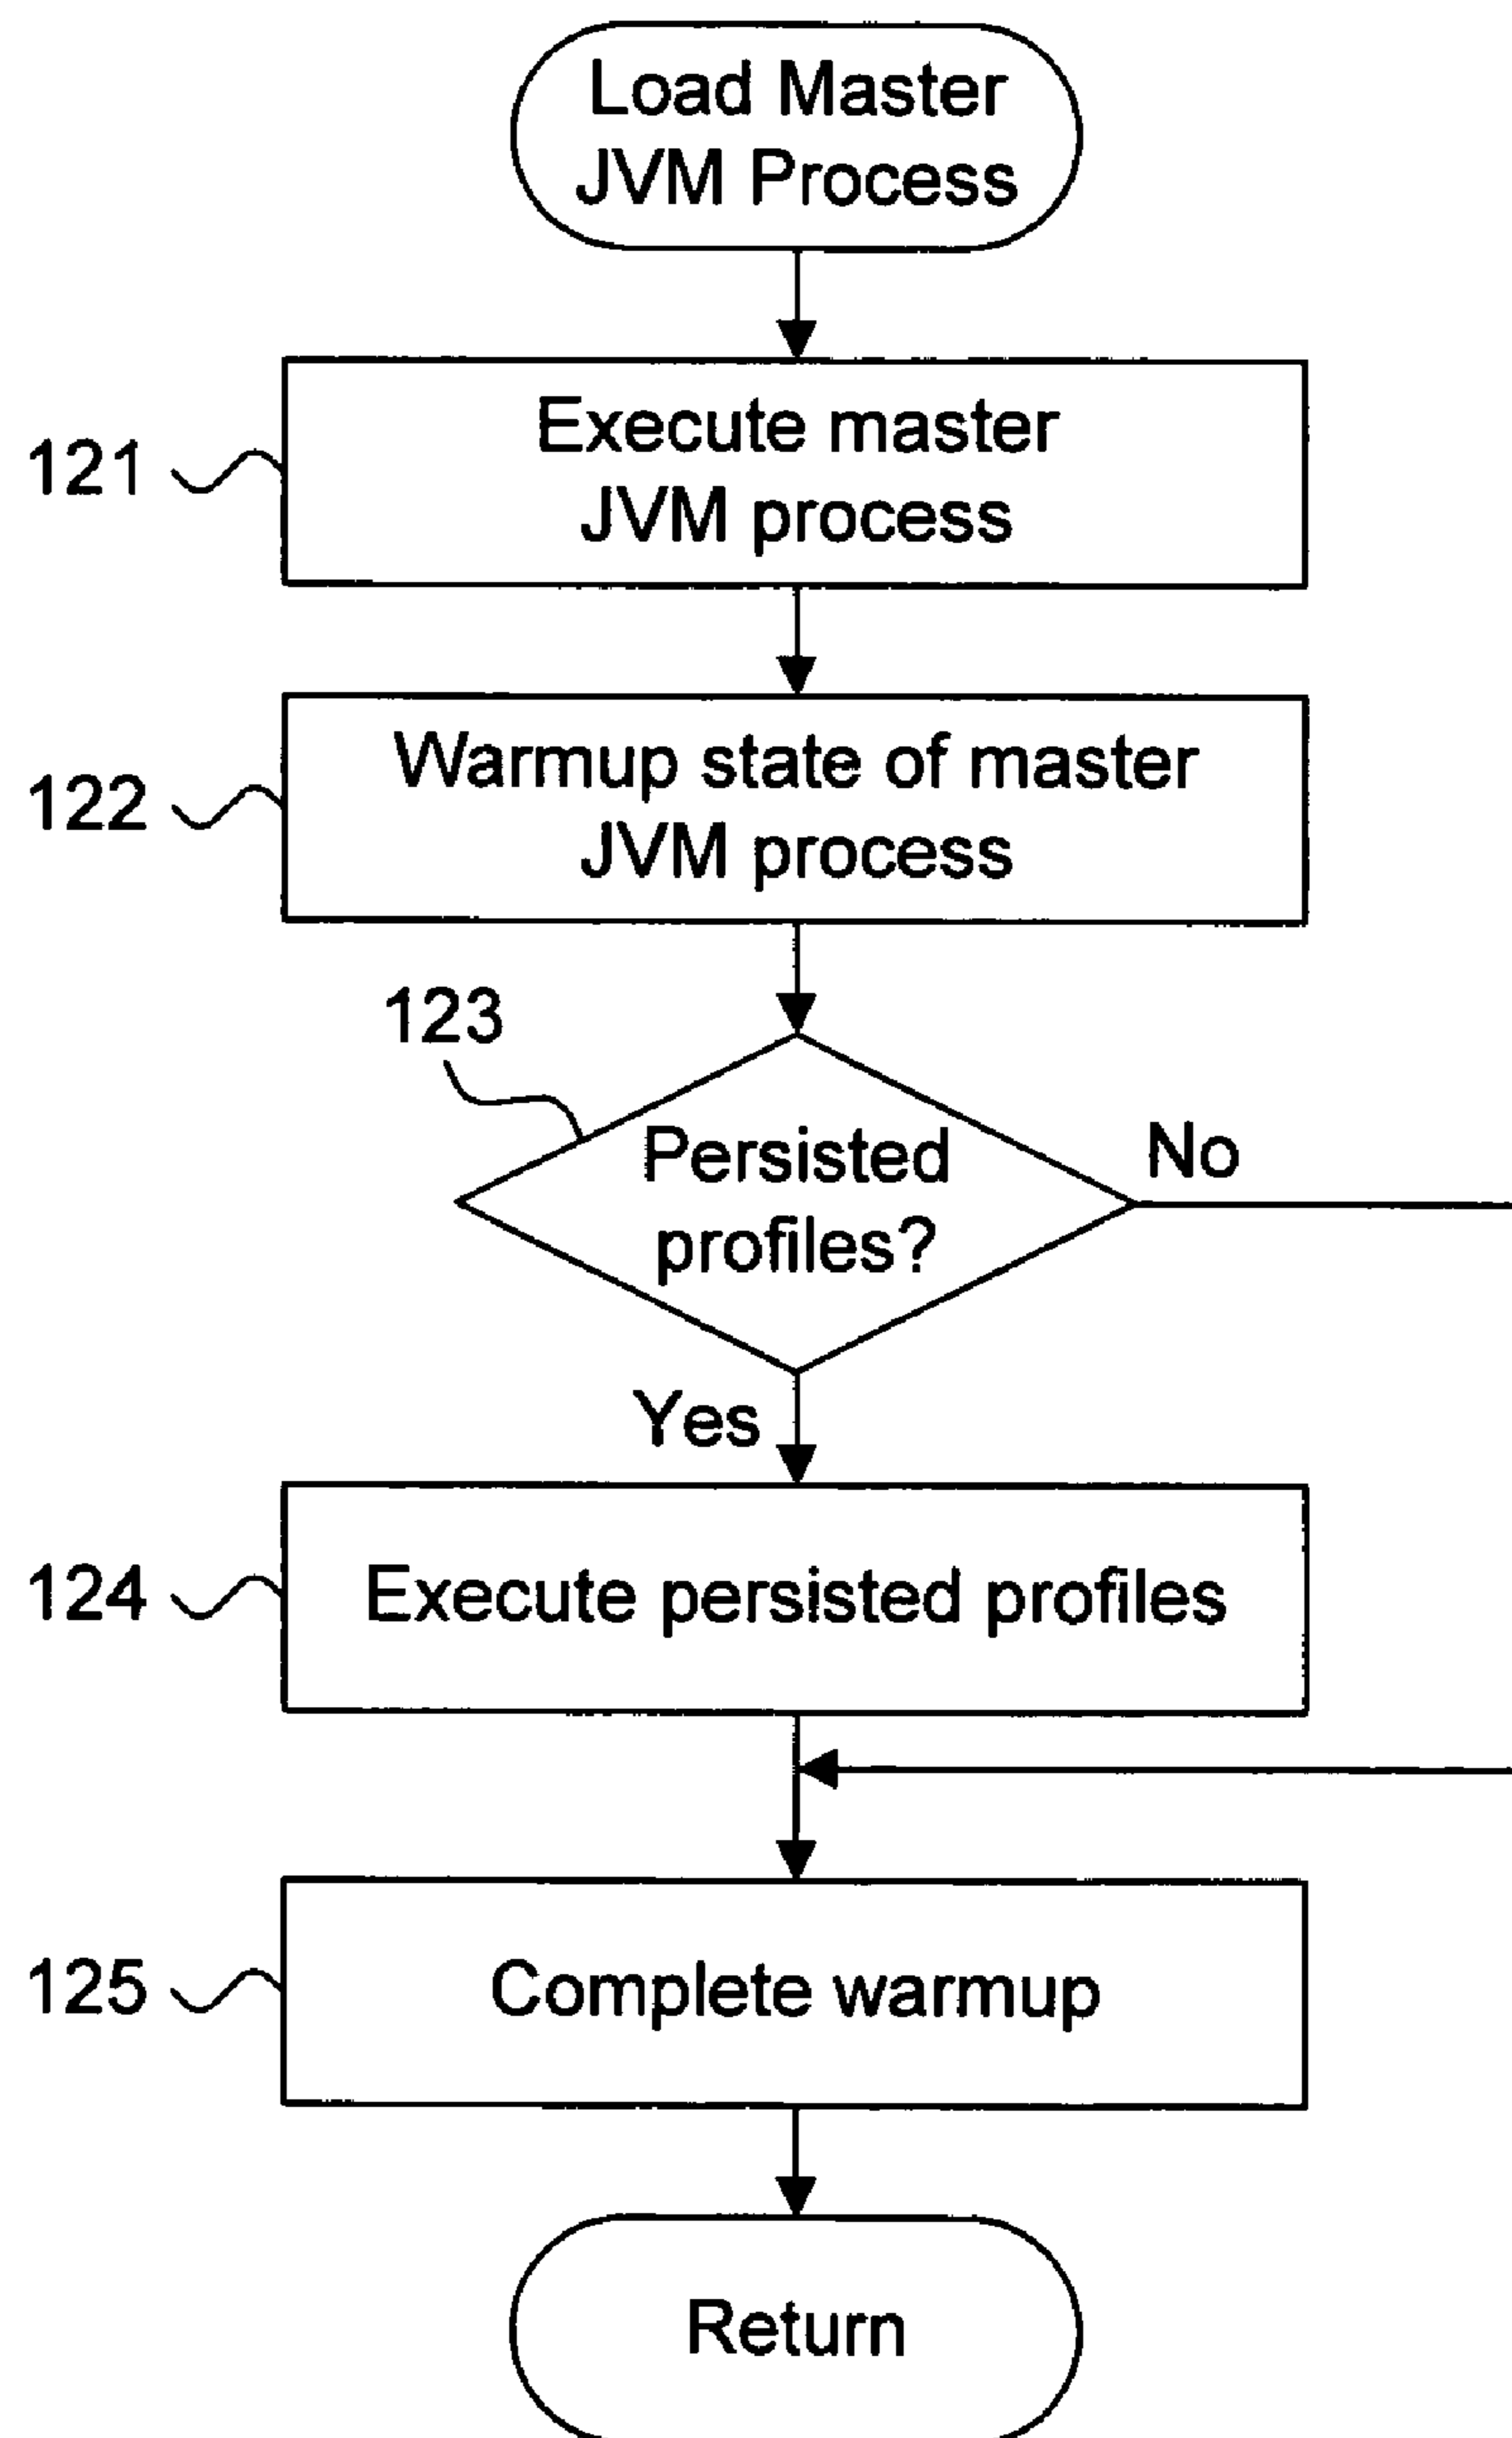 Load Master
JVM Process
121
Execute master
JVM process
122
Warmup state of master
JVM process
123
Persisted
profiles?
No
Yes
124
Execute persisted profiles
125
Complete warmup
Return